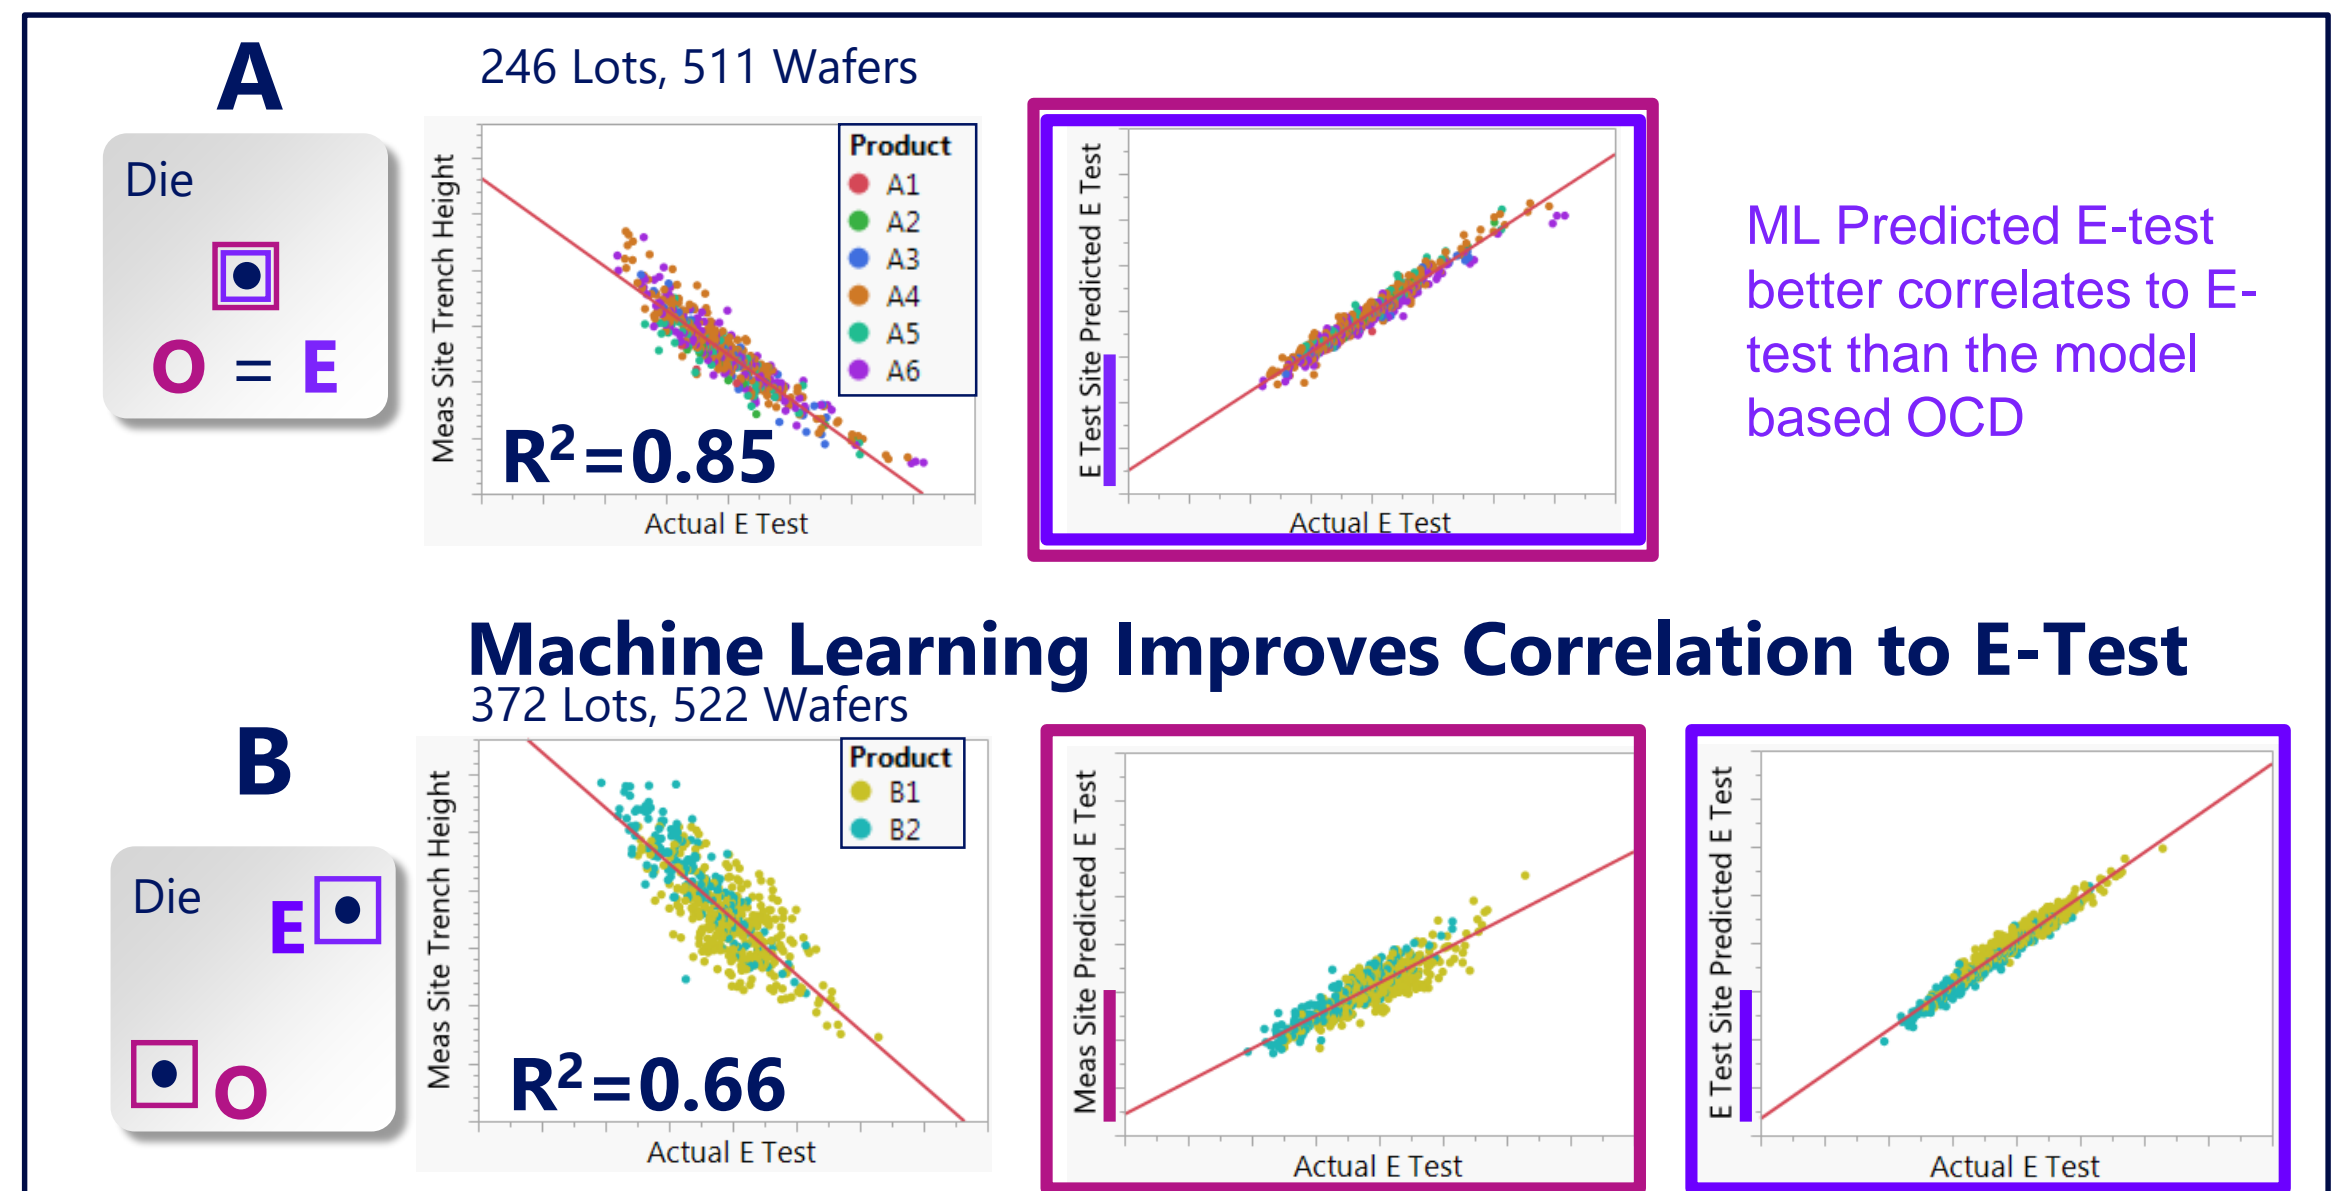 A
246 Lots, 511 Wafers
Die
O = E
Meas Site Trench Height
Product
A1
A2
A3
A4
A5
A6
R²=0.85
Actual E Test
E Test Site Predicted E Test
Actual E Test
ML Predicted E-test
better correlates to E-
test than the model
based OCD
Machine Learning Improves Correlation to E-Test
372 Lots, 522 Wafers
B
Die
E
O
Meas Site Trench Height
Product
B1
B2
R²=0.66
Actual E Test
Meas Site Predicted E Test
Actual E Test
E Test Site Predicted E Test
Actual E Test